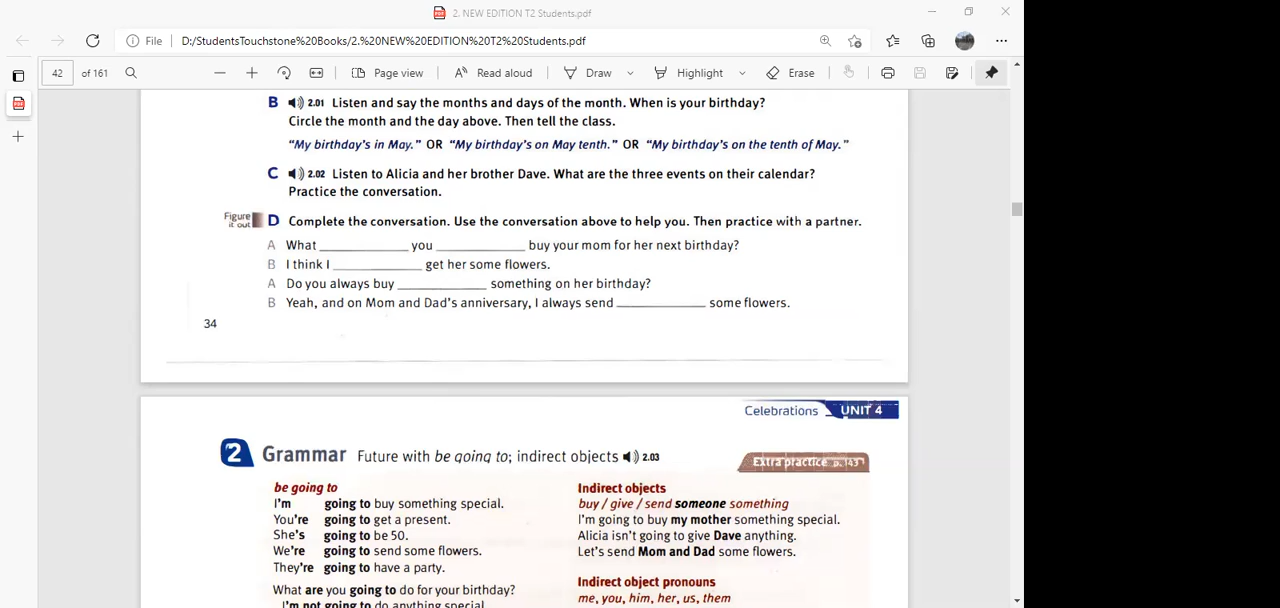 2. NEW EDITION T2 Students.pdf
File D:/StudentsTouchstone%20Books/2.%20NEW%20EDITION%20T2%20Students.pdf
42 of 161 Page view Read aloud Draw Highlight Erase
B 2.01 Listen and say the months and days of the month. When is your birthday?
Circle the month and the day above. Then tell the class.
“My birthday’s in May.” OR “My birthday’s on May tenth.” OR “My birthday’s on the tenth of May.”
C 2.02 Listen to Alicia and her brother Dave. What are the three events on their calendar?
Practice the conversation.
Figure it out D Complete the conversation. Use the conversation above to help you. Then practice with a partner.
A What ____________ you ____________ buy your mom for her next birthday?
B I think I ____________ get her some flowers.
A Do you always buy ____________ something on her birthday?
B Yeah, and on Mom and Dad’s anniversary, I always send ____________ some flowers.
34
Celebrations UNIT 4
2 Grammar Future with be going to; indirect objects 2.03
Extra practice p. 143
be going to
I’m going to buy something special.
You’re going to get a present.
She’s going to be 50.
We’re going to send some flowers.
They’re going to have a party.
What are you going to do for your birthday?
I’m not going to do anything special.
Indirect objects
buy / give / send someone something
I’m going to buy my mother something special.
Alicia isn’t going to give Dave anything.
Let’s send Mom and Dad some flowers.
Indirect object pronouns
me, you, him, her, us, them